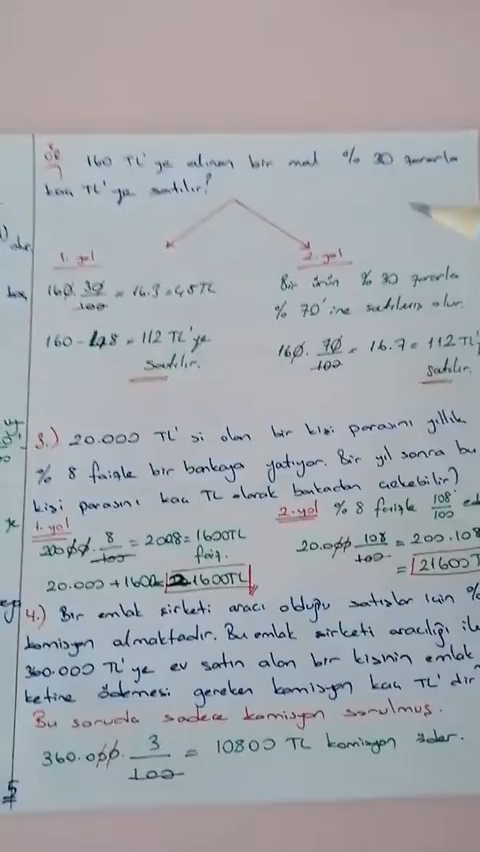 ör 160 TL'ye alınan bir mal % 30 zararla
kaç TL'ye satılır?
1. yol
160. 30/100 = 16.3 = 48 TL
160 - 48 = 112 TL'ye
satılır.
2. yol
Bir ürün % 30 zararla
% 70'ine satılmış olur.
160. 70/100 = 16.7 = 112 TL'
satılır.
3.) 20.000 TL'si olan bir kişi parasını yıllık
% 8 faizle bir bankaya yatıyor. Bir yıl sonra bu
kişi parasını kaç TL olarak bankadan çekebilir?
1. yol
20000. 8/100 = 200.8 = 1600TL
faiz.
20.000 + 1600 = 21600TL
2. yol % 8 faizle 108/100
20.000 108/100 = 200.108
= 21600 T
4.) Bir emlak şirketi aracı olduğu satışlar için %
komisyon almaktadır. Bu emlak şirketi aracılığı ile
360.000 TL'ye ev satın alan bir kişinin emlak
ketine ödemesi gereken komisyon kaç TL'dir
Bu soruda sadece komisyon sorulmuş.
360.000. 3/100 = 10800 TL komisyon öder.